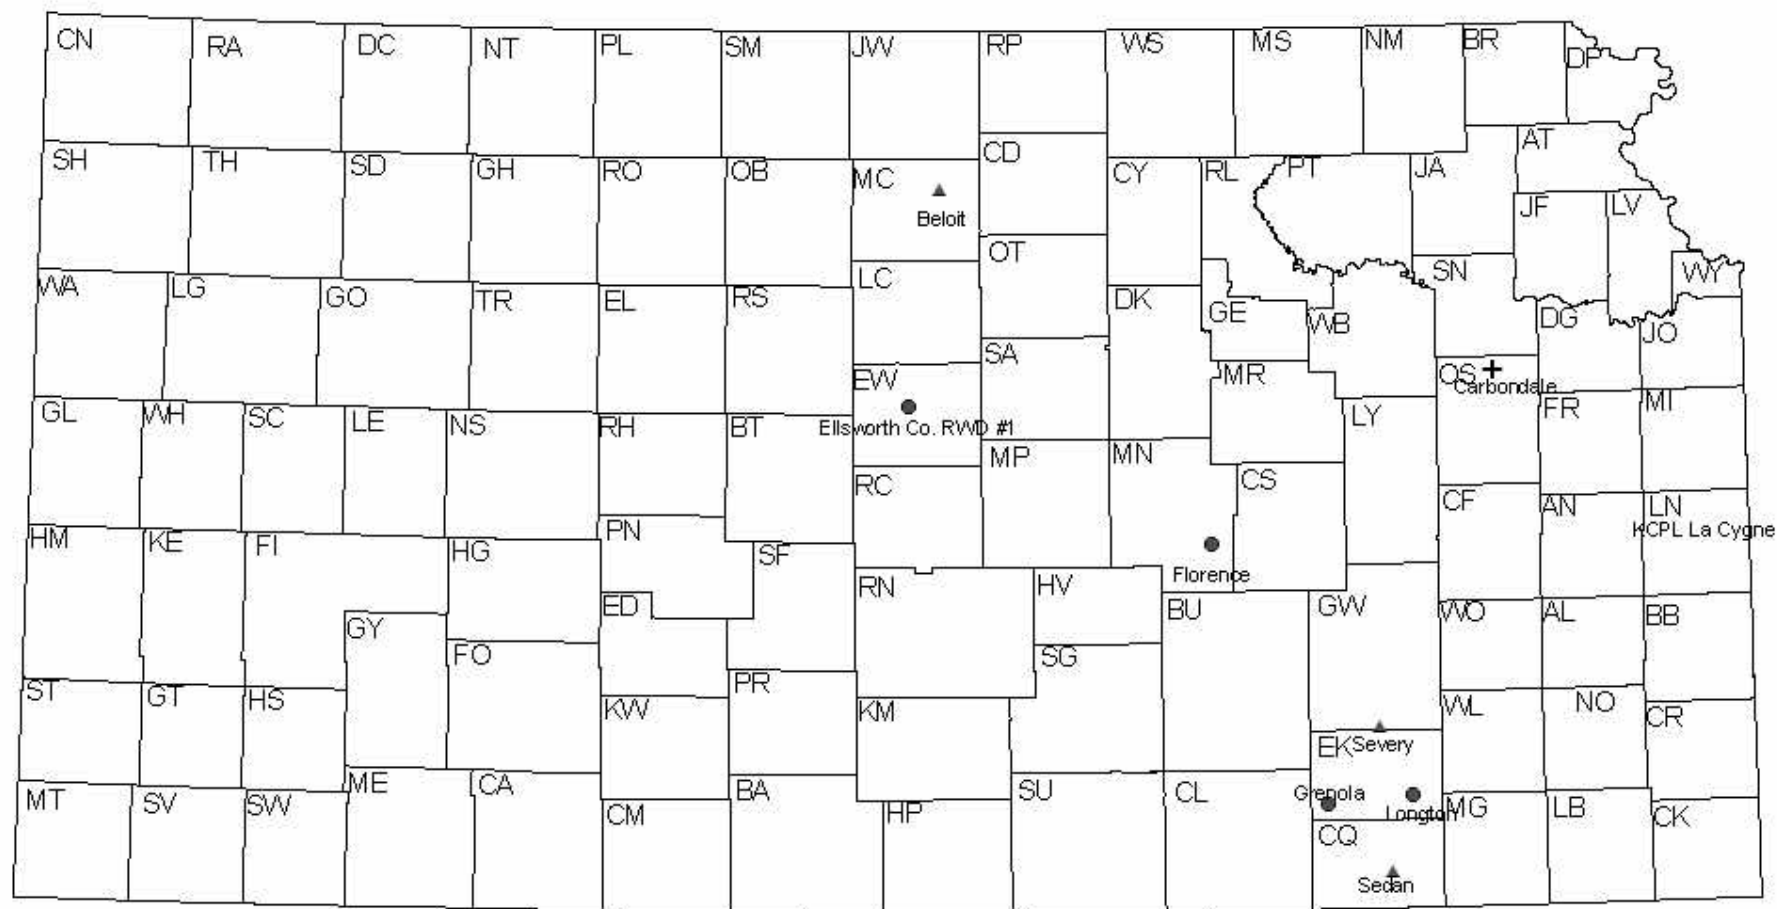 CN RA DC NT PL SM JW RP WS MS NM BR DP
AT
SH TH SD GH RO OB MC CD CY RL PT JA
Beloit
JF LV
OT
WA LG GO TR EL RS LC DK SN WY
GE WB DG JO
SA
EW MR OS
Carbondale
GL WH SC LE NS RH BT LY FR MI
Ellsworth Co. RWD #1
MP MN
RC CS
CF AN LN
KCPL La Cygne
HM KE FI HG PN SF
Florence
ED RN HV BU GW WO AL BB
GY
FO SG
ST GT HS PR
KW KM WL NO CR
EK Severy
ME CA BA SU CL Grenola
MT SV SW CM HP Longton MG LB CK
CQ
Sedan